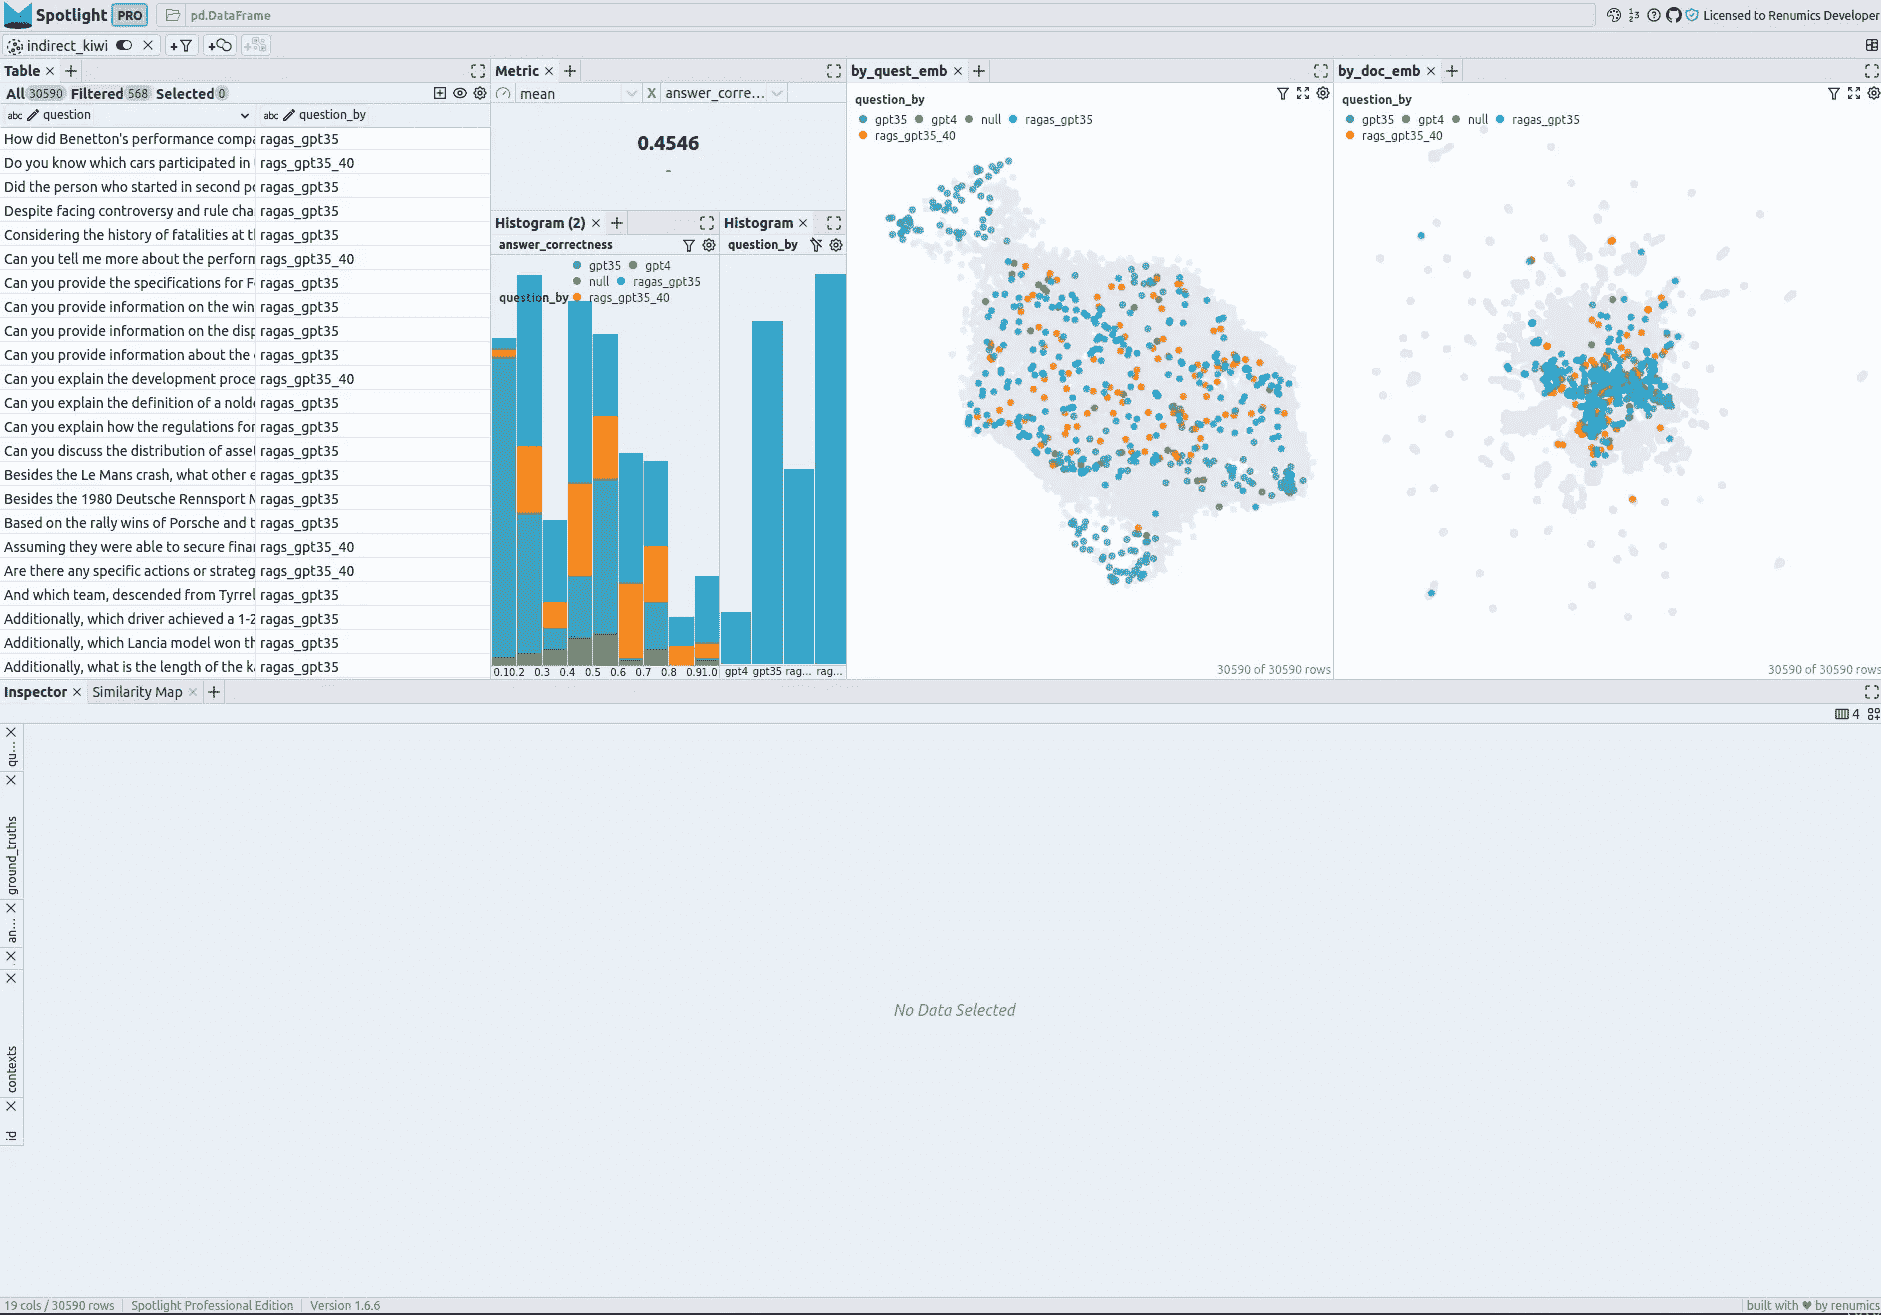 Spotlight PRO pd.DataFrame Licensed to Renumics Developer
indirect_kiwi
Table
All 30590 Filtered 568 Selected 0
abc question abc question_by
How did Benetton's performance compa ragas_gpt35
Do you know which cars participated in rags_gpt35_40
Did the person who started in second po ragas_gpt35
Despite facing controversy and rule cha ragas_gpt35
Considering the history of fatalities at tl ragas_gpt35
Can you tell me more about the perform rags_gpt35_40
Can you provide the specifications for Fo ragas_gpt35
Can you provide information on the win ragas_gpt35
Can you provide information on the disp ragas_gpt35
Can you provide information about the ragas_gpt35
Can you explain the development proce rags_gpt35_40
Can you explain the definition of a nolde ragas_gpt35
Can you explain how the regulations for ragas_gpt35
Can you discuss the distribution of asset ragas_gpt35
Besides the Le Mans crash, what other e ragas_gpt35
Besides the 1980 Deutsche Rennsport M ragas_gpt35
Based on the rally wins of Porsche and t ragas_gpt35
Assuming they were able to secure finan rags_gpt35_40
Are there any specific actions or strateg rags_gpt35_40
And which team, descended from Tyrrel ragas_gpt35
Additionally, which driver achieved a 1-2 ragas_gpt35
Additionally, which Lancia model won th ragas_gpt35
Additionally, what is the length of the ka ragas_gpt35
Metric
mean X answer_corre...
0.4546
-
Histogram (2)
answer_correctness
gpt35 gpt4
null ragas_gpt35
question_by rags_gpt35_40
0.1 0.2 0.3 0.4 0.5 0.6 0.7 0.8 0.9 1.0
Histogram
question_by
gpt4 gpt35 rag... rag...
by_quest_emb
question_by
gpt35 gpt4 null ragas_gpt35
rags_gpt35_40
30590 of 30590 rows
by_doc_emb
question_by
gpt35 gpt4 null ragas_gpt35
rags_gpt35_40
30590 of 30590 rows
Inspector Similarity Map
4
qu...
ground_truths
an...
contexts
id
No Data Selected
19 cols / 30590 rows Spotlight Professional Edition Version 1.6.6 built with ♥ by renumics